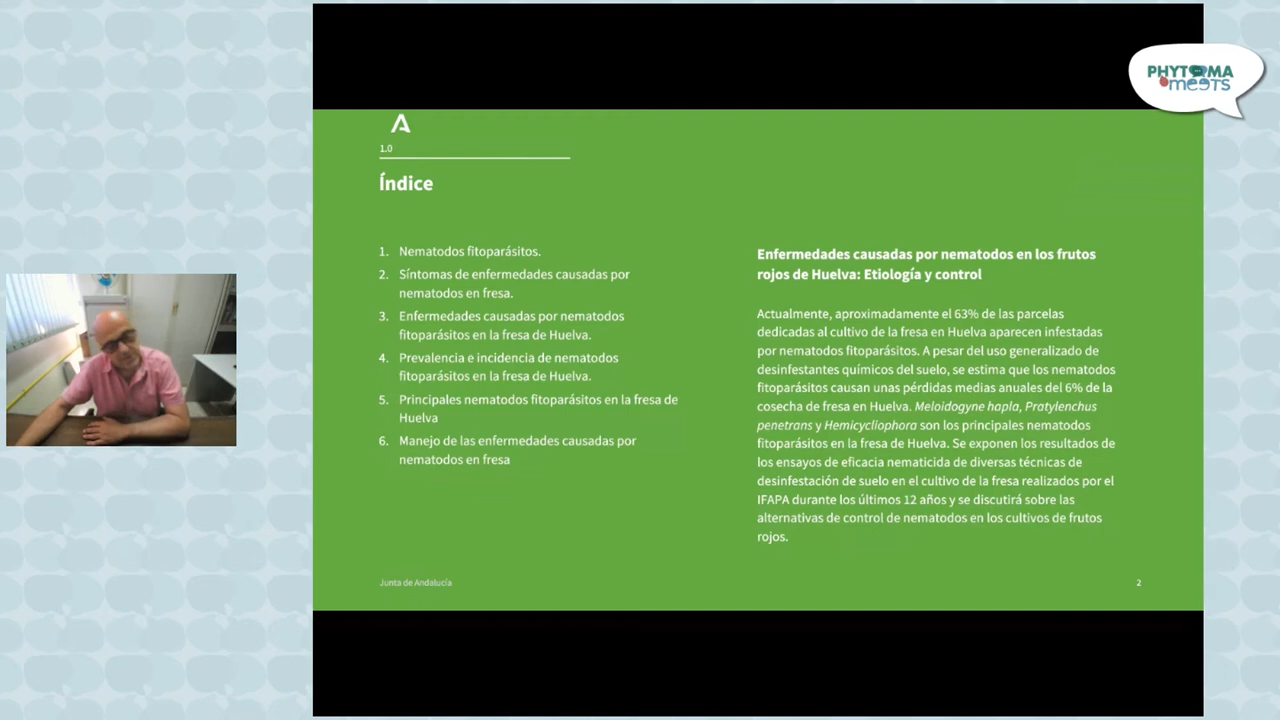 PHYTOMA
meets
1.0
Índice
1. Nematodos fitoparásitos.
2. Síntomas de enfermedades causadas por
nematodos en fresa.
3. Enfermedades causadas por nematodos
fitoparásitos en la fresa de Huelva.
4. Prevalencia e incidencia de nematodos
fitoparásitos en la fresa de Huelva.
5. Principales nematodos fitoparásitos en la fresa de
Huelva
6. Manejo de las enfermedades causadas por
nematodos en fresa
Enfermedades causadas por nematodos en los frutos
rojos de Huelva: Etiología y control
Actualmente, aproximadamente el 63% de las parcelas
dedicadas al cultivo de la fresa en Huelva aparecen infestadas
por nematodos fitoparásitos. A pesar del uso generalizado de
desinfestantes químicos del suelo, se estima que los nematodos
fitoparásitos causan unas pérdidas medias anuales del 6% de la
cosecha de fresa en Huelva. Meloidogyne hapla, Pratylenchus
penetrans y Hemicycliophora son los principales nematodos
fitoparásitos en la fresa de Huelva. Se exponen los resultados de
los ensayos de eficacia nematicida de diversas técnicas de
desinfestación de suelo en el cultivo de la fresa realizados por el
IFAPA durante los últimos 12 años y se discutirá sobre las
alternativas de control de nematodos en los cultivos de frutos
rojos.
Junta de Andalucía
2